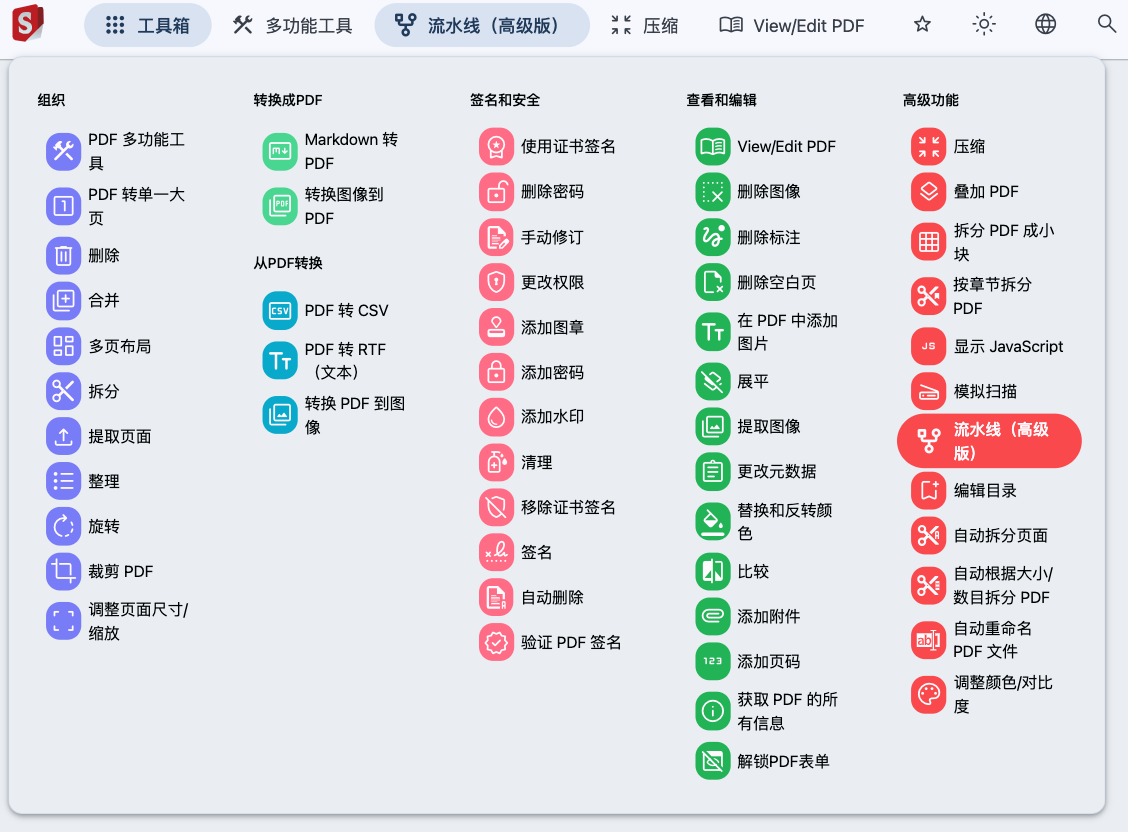 S
工具箱
多功能工具
流水线（高级版）
压缩
View/Edit PDF
组织
PDF 多功能工
具
PDF 转单一大
页
删除
合并
多页布局
拆分
提取页面
整理
旋转
裁剪 PDF
调整页面尺寸/
缩放
转换成PDF
Markdown 转
PDF
转换图像到
PDF
从PDF转换
PDF 转 CSV
PDF 转 RTF
（文本）
转换 PDF 到图
像
签名和安全
使用证书签名
删除密码
手动修订
更改权限
添加图章
添加密码
添加水印
清理
移除证书签名
签名
自动删除
验证 PDF 签名
查看和编辑
View/Edit PDF
删除图像
删除标注
删除空白页
在 PDF 中添加
图片
展平
提取图像
更改元数据
替换和反转颜
色
比较
添加附件
添加页码
获取 PDF 的所
有信息
解锁PDF表单
高级功能
压缩
叠加 PDF
拆分 PDF 成小
块
按章节拆分
PDF
显示 JavaScript
模拟扫描
流水线（高级
版）
编辑目录
自动拆分页面
自动根据大小/
数目拆分 PDF
自动重命名
PDF 文件
调整颜色/对比
度